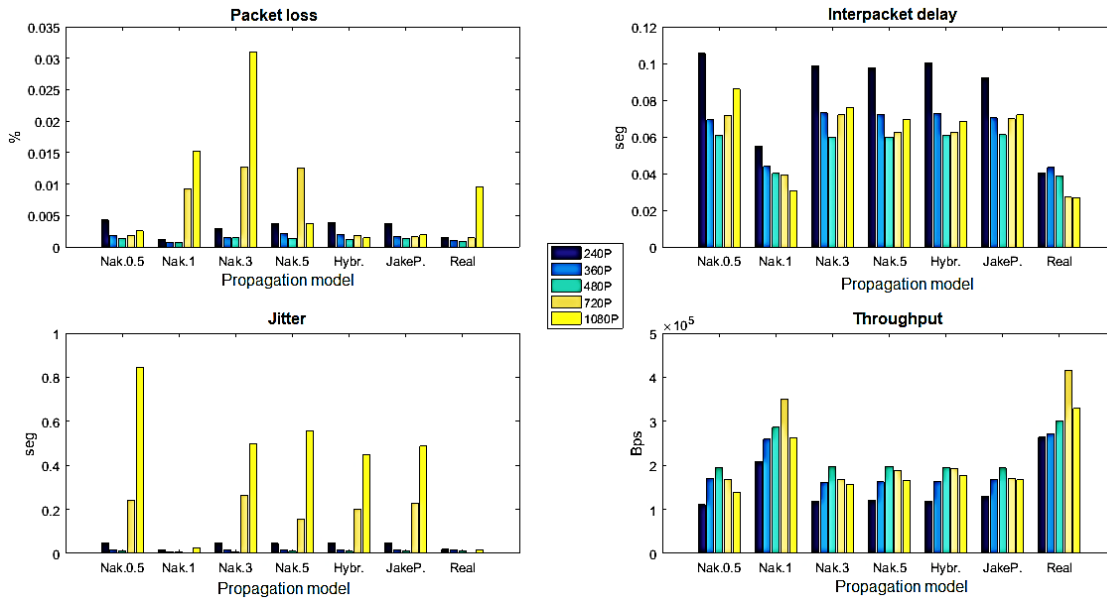 Packet loss
0.035
0.03
0.025
0.02
0.015
0.01
0.005
0
%
Nak.0.5 Nak.1 Nak.3 Nak.5 Hybr. JakeP. Real
Propagation model
Interpacket delay
0.12
0.1
0.08
0.06
0.04
0.02
0
seg
Nak.0.5 Nak.1 Nak.3 Nak.5 Hybr. JakeP. Real
Propagation model
240P
360P
480P
720P
1080P
Jitter
1
0.8
0.6
0.4
0.2
0
seg
Nak.0.5 Nak.1 Nak.3 Nak.5 Hybr. JakeP. Real
Propagation model
Throughput
× 10⁵
5
4
3
2
1
0
Bps
Nak.0.5 Nak.1 Nak.3 Nak.5 Hybr. JakeP. Real
Propagation model